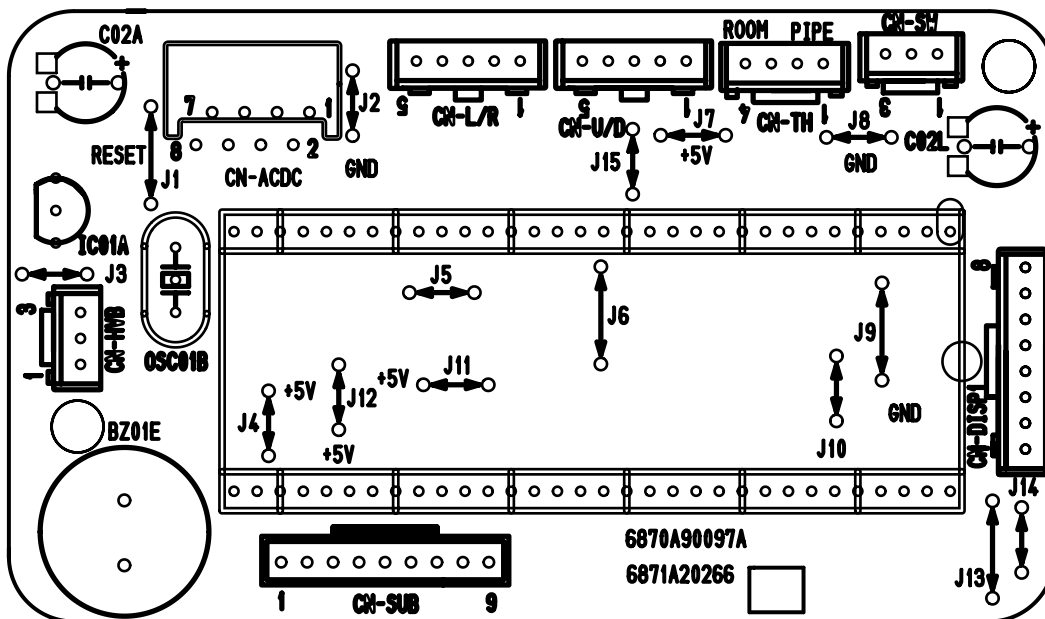 C02A
ROOM PIPE
CN-SW
7
1
J2
5
1
CN-L/R
5
1
CN-U/D
J7
+5V
4
1
CN-TH
3
1
J8
GND
C02L
RESET
J1
8
2
CN-ACDC
GND
J15
IC01A
J3
3
1
CN-HVB
OSC01B
J5
J6
J9
8
J11
+5V
+5V
J12
J4
+5V
J10
GND
CN-DISP1
1
BZ01E
J14
J13
6870A90097A
6871A20266
1
CN-SUB
9